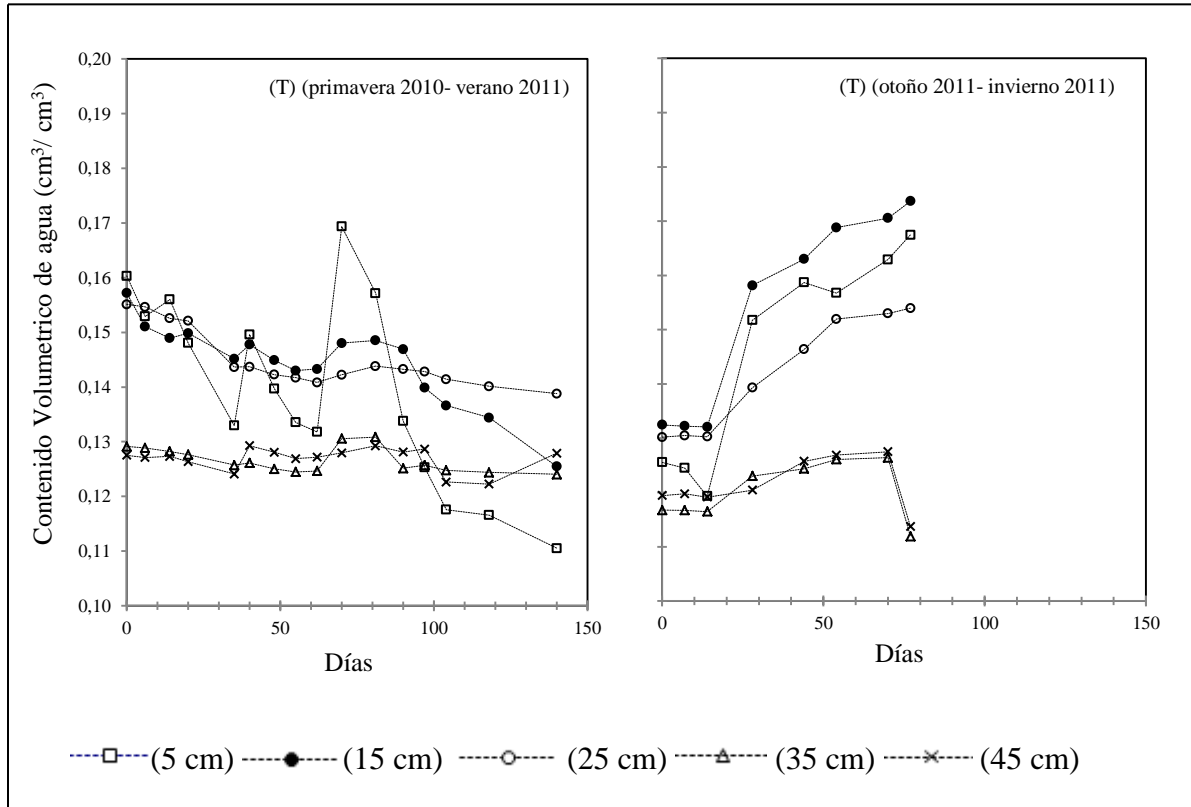 (T) (primavera 2010- verano 2011)
(T) (otoño 2011- invierno 2011)
Contenido Volumetrico de agua (cm³/ cm³)
0,20
0,19
0,18
0,17
0,16
0,15
0,14
0,13
0,12
0,11
0,10
0 50 100 150
0 50 100 150
Días
Días
(5 cm) (15 cm) (25 cm) (35 cm) (45 cm)